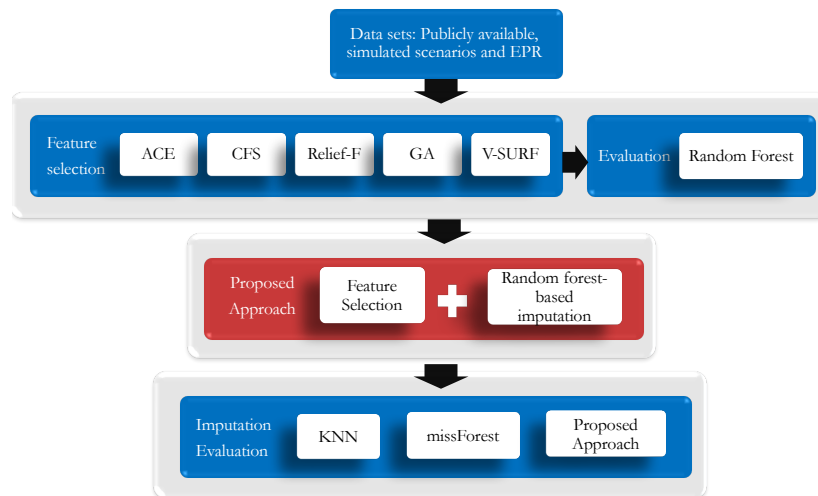 Data sets: Publicly available,
simulated scenarios and EPR
Feature
selection
ACE
CFS
Relief-F
GA
V-SURF
Evaluation
Random Forest
Proposed
Approach
Feature
Selection
Random forest-
based
imputation
Imputation
Evaluation
KNN
missForest
Proposed
Approach